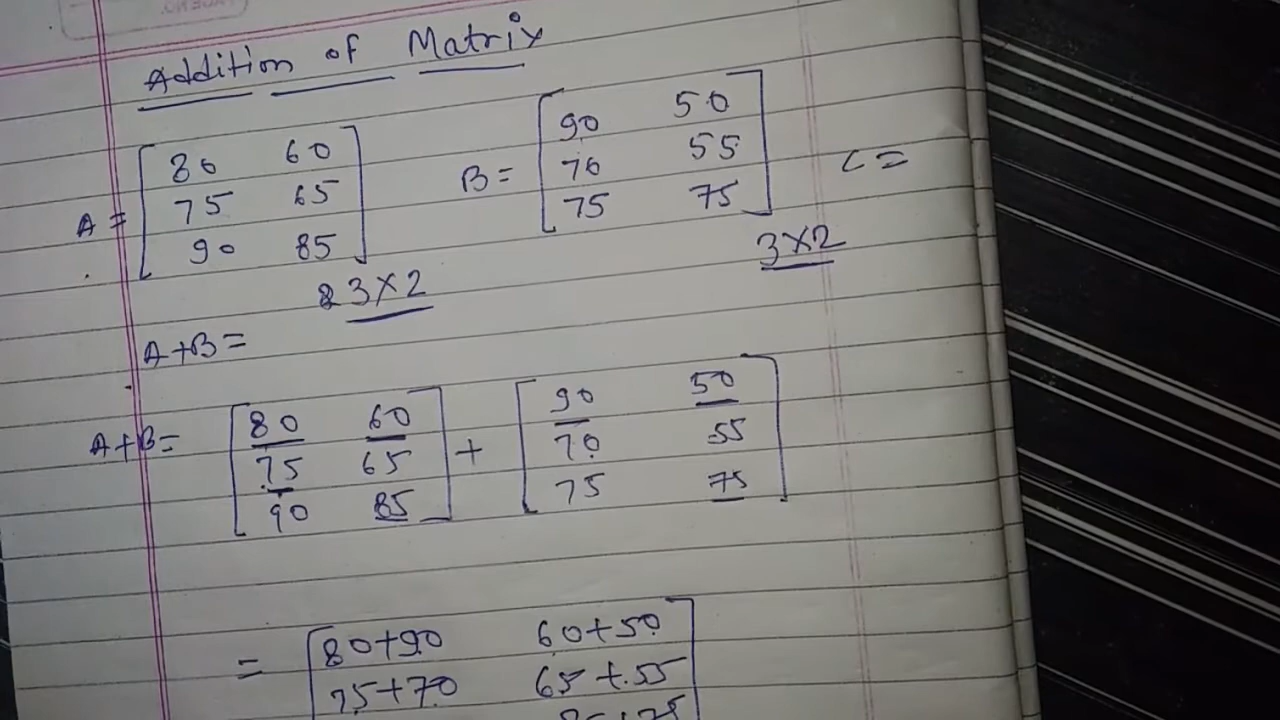 Addition of Matrix
A = [ 80 60
75 65
90 85 ]
3×2
B = [ 90 50
70 55
75 75 ]
3×2
C =
A+B=
A+B= [ 80 60
75 65
90 85 ] + [ 90 50
70 55
75 75 ]
= [ 80+90 60+50
75+70 65+55